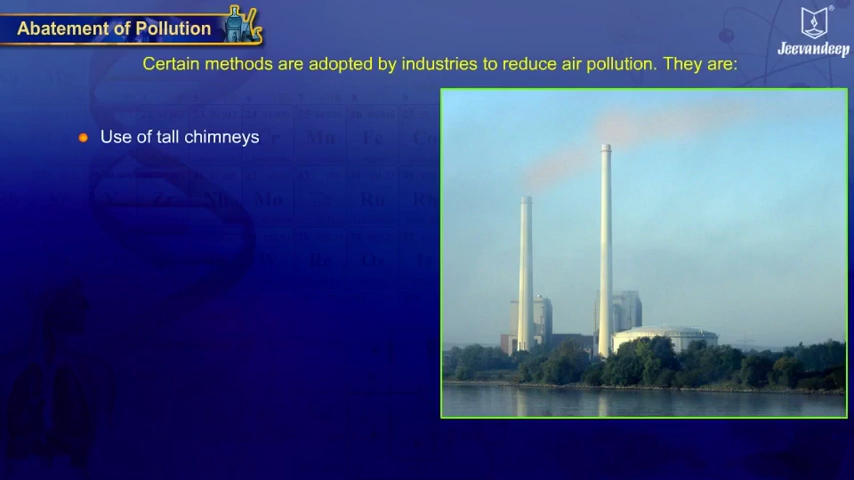 Abatement of Pollution
Jeevandeep
Certain methods are adopted by industries to reduce air pollution. They are:
Use of tall chimneys